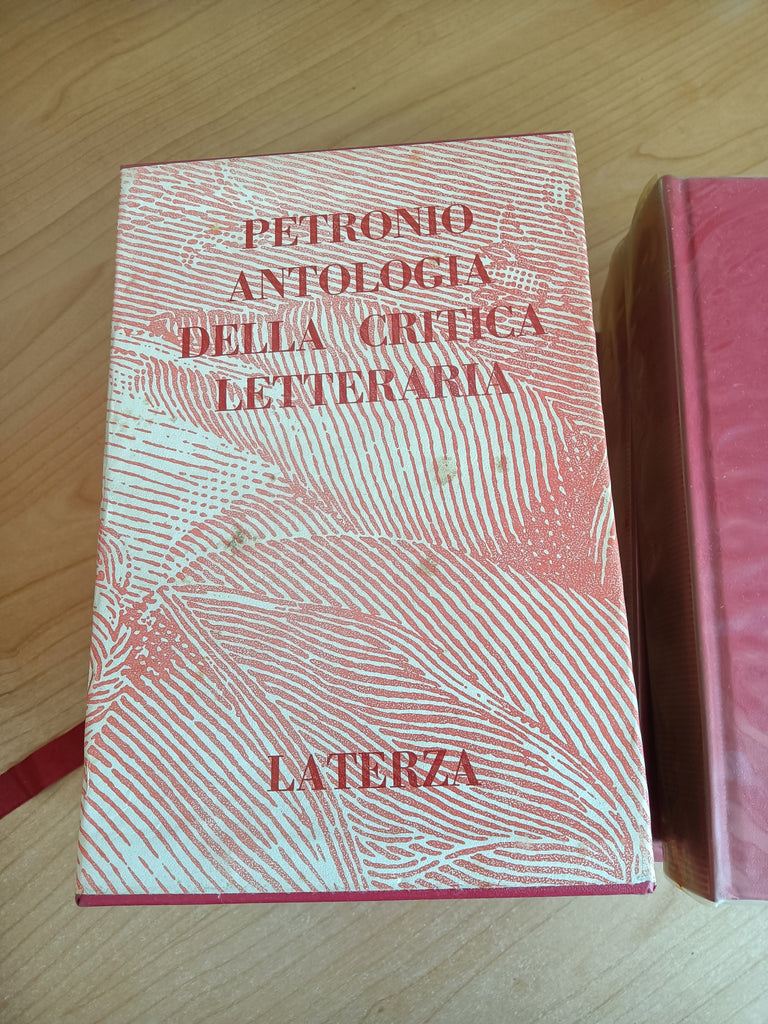 PETRONIO
ANTOLOGIA
DELLA CRITICA
LETTERARIA
LATERZA